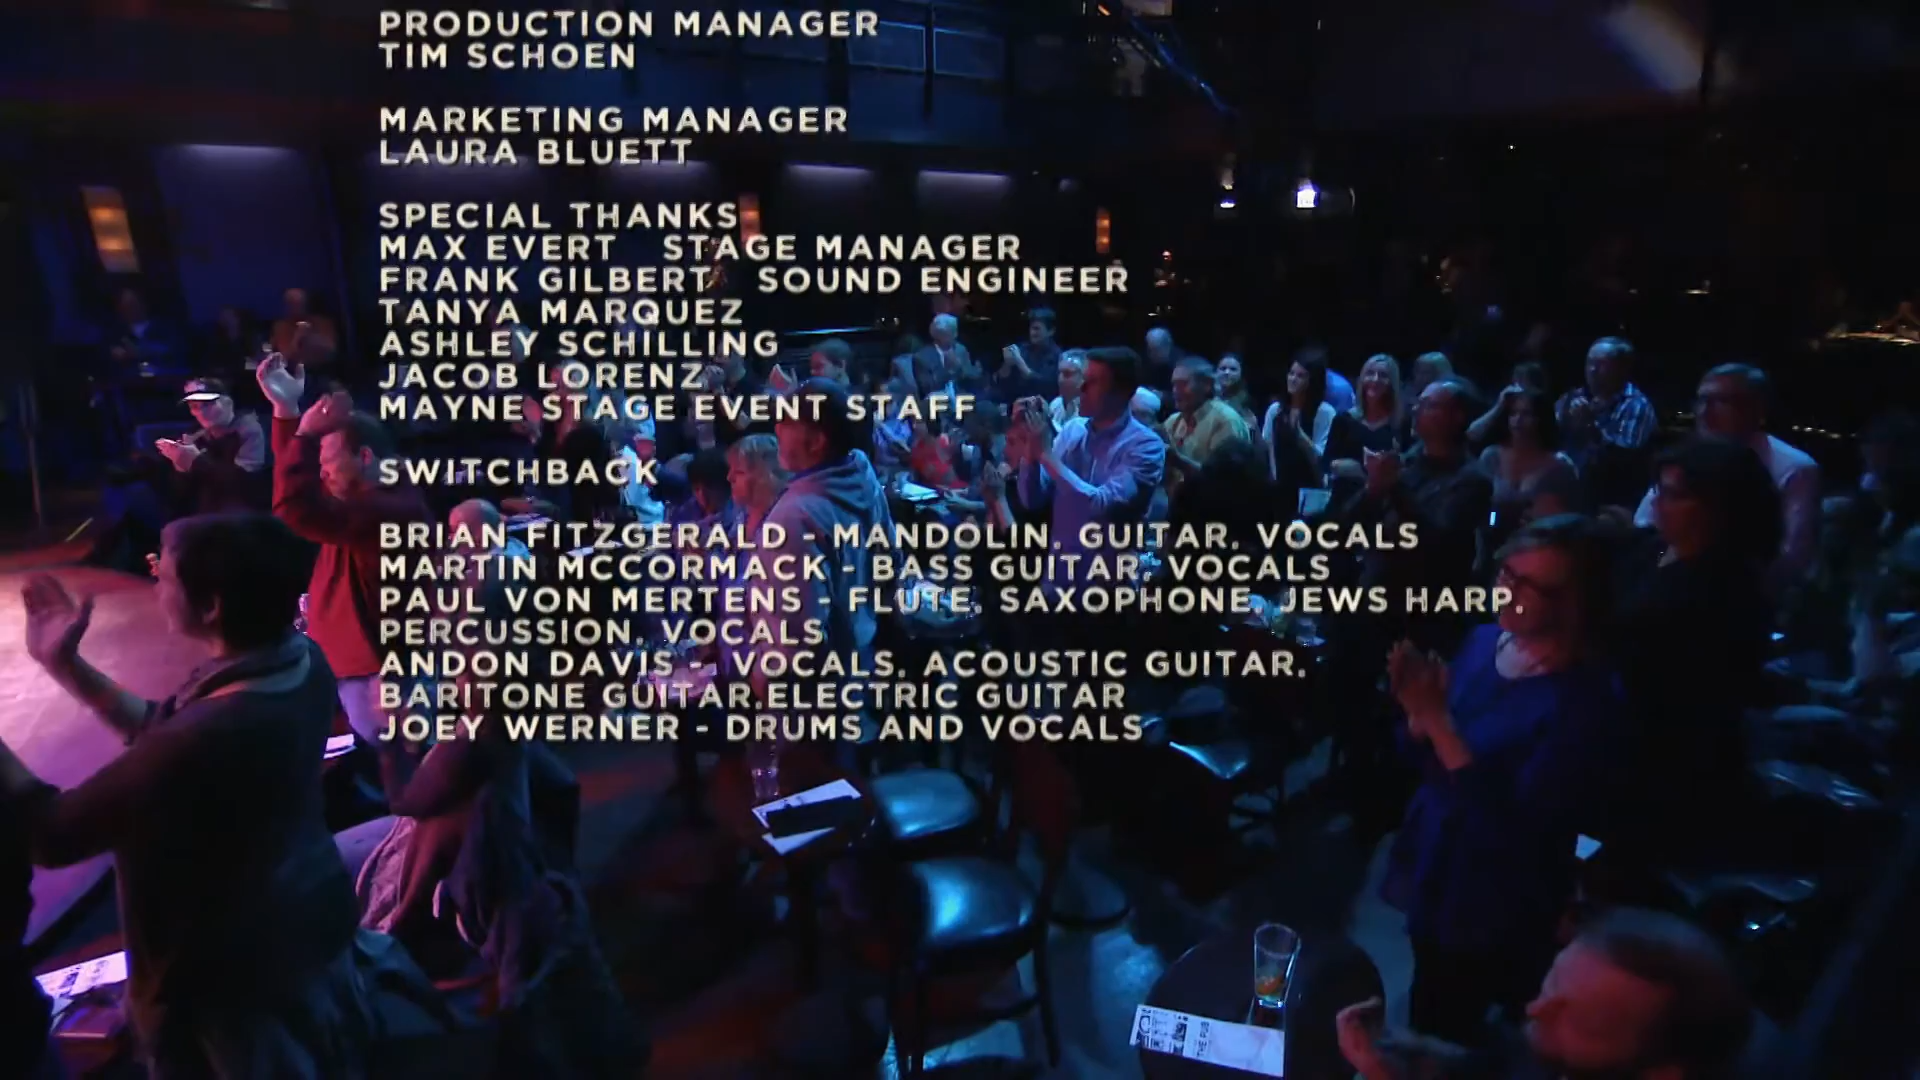 PRODUCTION MANAGER
TIM SCHOEN
MARKETING MANAGER
LAURA BLUETT
SPECIAL THANKS
MAX EVERT STAGE MANAGER
FRANK GILBERT SOUND ENGINEER
TANYA MARQUEZ
ASHLEY SCHILLING
JACOB LORENZ
MAYNE STAGE EVENT STAFF
SWITCHBACK
BRIAN FITZGERALD - MANDOLIN, GUITAR, VOCALS
MARTIN MCCORMACK - BASS GUITAR, VOCALS
PAUL VON MERTENS - FLUTE, SAXOPHONE, JEWS HARP,
PERCUSSION, VOCALS
ANDON DAVIS - VOCALS, ACOUSTIC GUITAR,
BARITONE GUITAR,ELECTRIC GUITAR
JOEY WERNER - DRUMS AND VOCALS
THE PUB